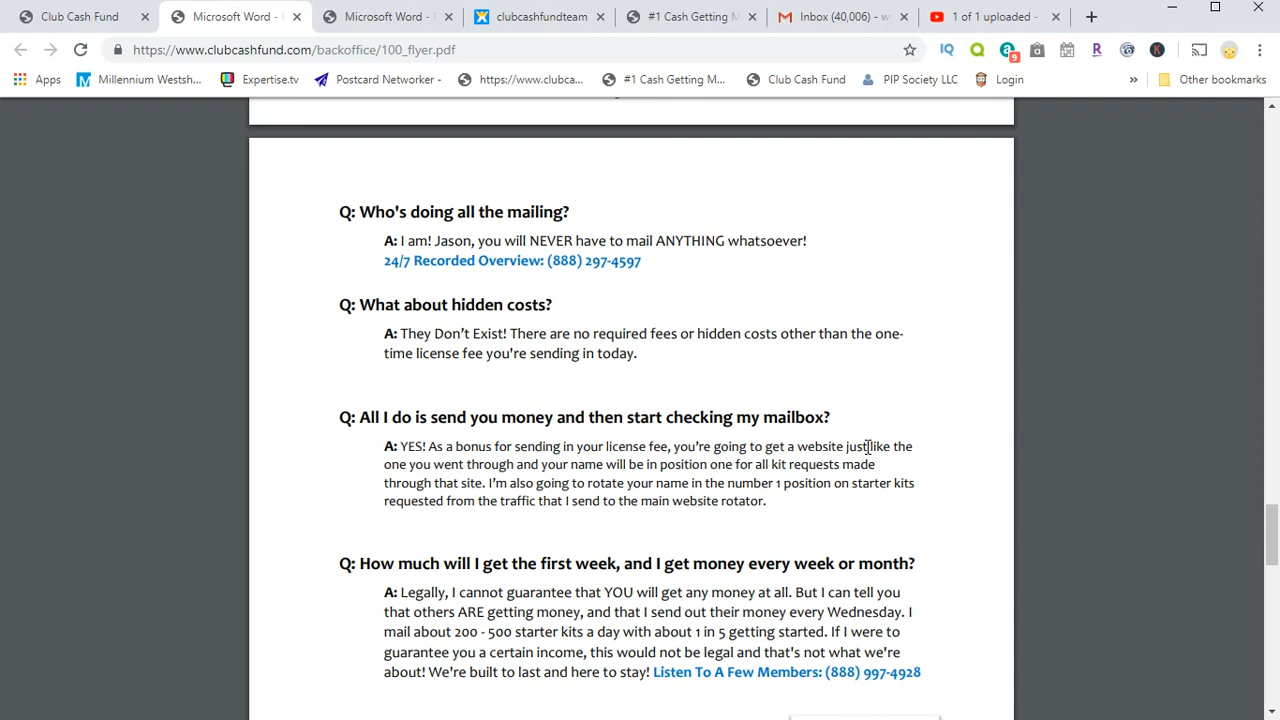 Club Cash Fund
Microsoft Word -
Microsoft Word -
clubcashfundteam
#1 Cash Getting M
Inbox (40,006) -
1 of 1 uploaded -
https://www.clubcashfund.com/backoffice/100_flyer.pdf
9
Apps
Millennium Westsh...
Expertise.tv
Postcard Networker -
https://www.clubca...
#1 Cash Getting M...
Club Cash Fund
PIP Society LLC
Login
»
Other bookmarks
Q: Who's doing all the mailing?
A: I am! Jason, you will NEVER have to mail ANYTHING whatsoever!
24/7 Recorded Overview: (888) 297-4597
Q: What about hidden costs?
A: They Don’t Exist! There are no required fees or hidden costs other than the one-
time license fee you're sending in today.
Q: All I do is send you money and then start checking my mailbox?
A: YES! As a bonus for sending in your license fee, you’re going to get a website just like the
one you went through and your name will be in position one for all kit requests made
through that site. I’m also going to rotate your name in the number 1 position on starter kits
requested from the traffic that I send to the main website rotator.
Q: How much will I get the first week, and I get money every week or month?
A: Legally, I cannot guarantee that YOU will get any money at all. But I can tell you
that others ARE getting money, and that I send out their money every Wednesday. I
mail about 200 - 500 starter kits a day with about 1 in 5 getting started. If I were to
guarantee you a certain income, this would not be legal and that's not what we're
about! We're built to last and here to stay! Listen To A Few Members: (888) 997-4928